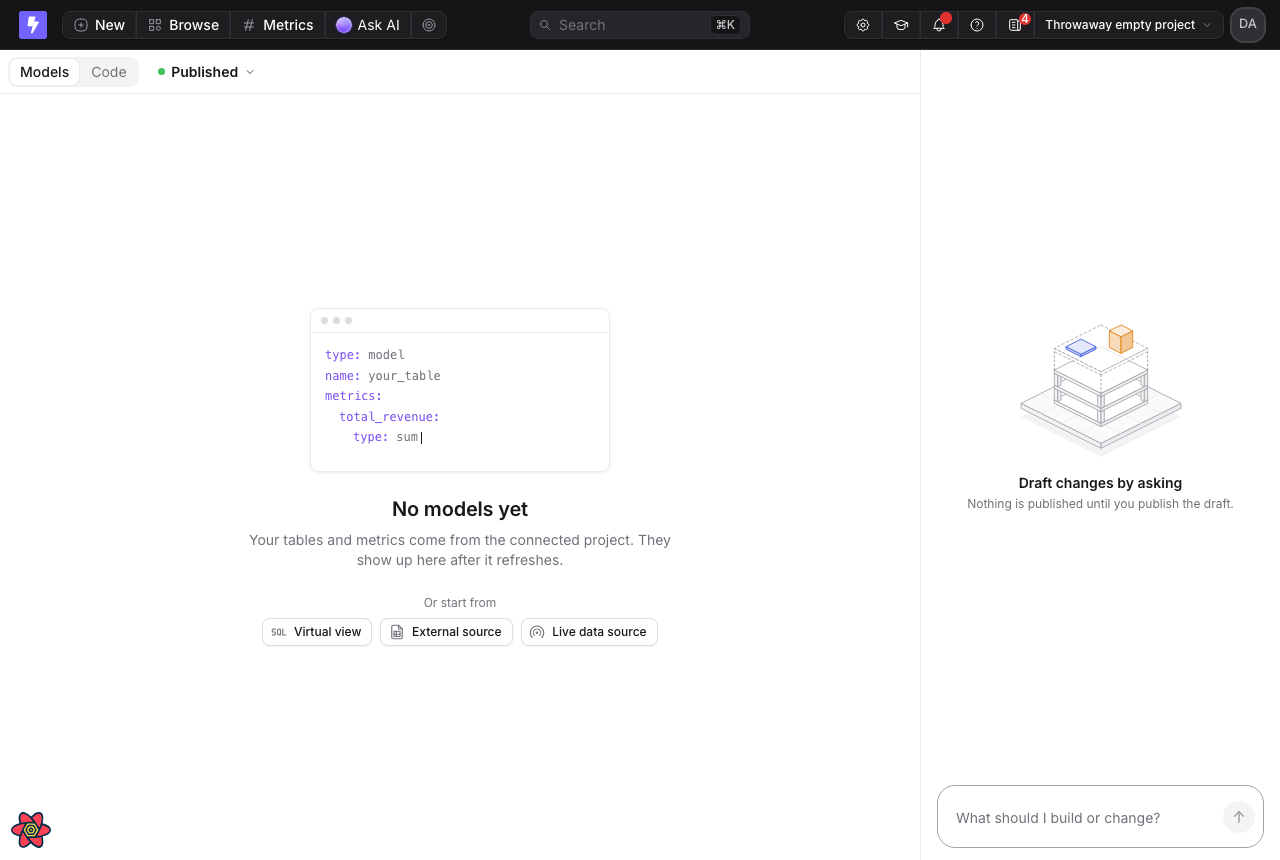 New
Browse
Metrics
Ask AI
Search
⌘K
4
Throwaway empty project
DA
Models
Code
Published
type: model
name: your_table
metrics:
total_revenue:
type: sum
No models yet
Your tables and metrics come from the connected project. They
show up here after it refreshes.
Or start from
SQL Virtual view
External source
Live data source
Draft changes by asking
Nothing is published until you publish the draft.
What should I build or change?